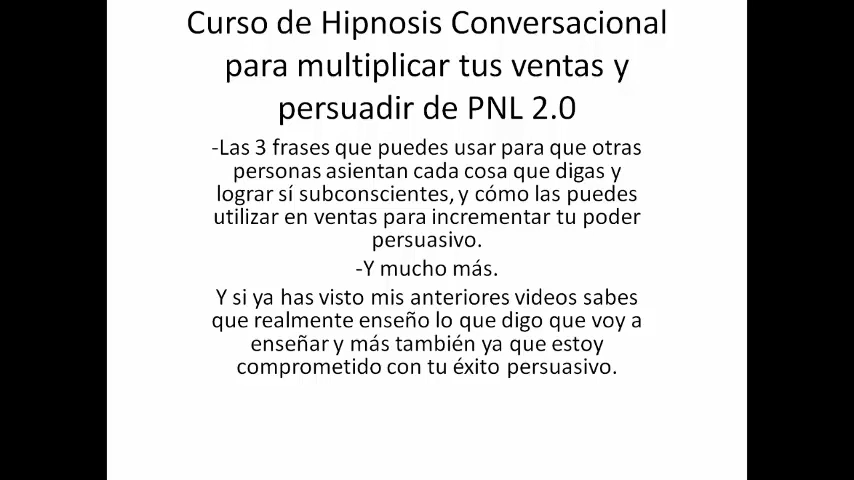 Curso de Hipnosis Conversacional
para multiplicar tus ventas y
persuadir de PNL 2.0
-Las 3 frases que puedes usar para que otras
personas asientan cada cosa que digas y
lograr sí subconscientes, y cómo las puedes
utilizar en ventas para incrementar tu poder
persuasivo.
-Y mucho más.
Y si ya has visto mis anteriores videos sabes
que realmente enseño lo que digo que voy a
enseñar y más también ya que estoy
comprometido con tu éxito persuasivo.